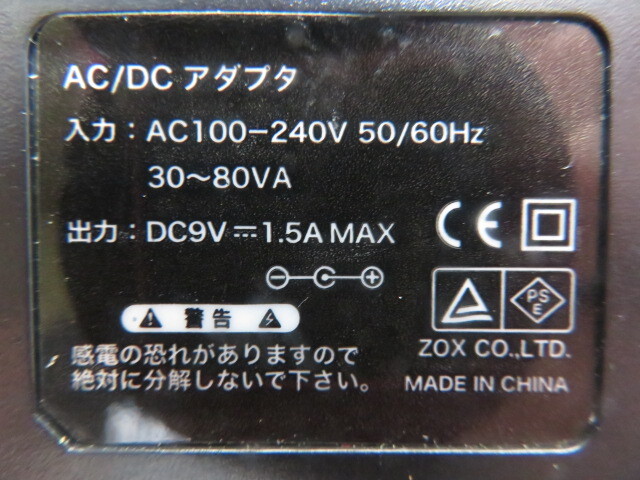 AC/DC アダプタ
入力：AC100-240V 50/60Hz
30～80VA
出力：DC9V⎓1.5A MAX
CE
PS
E
警告
感電の恐れがありますので
絶対に分解しないで下さい。
ZOX CO.,LTD.
MADE IN CHINA